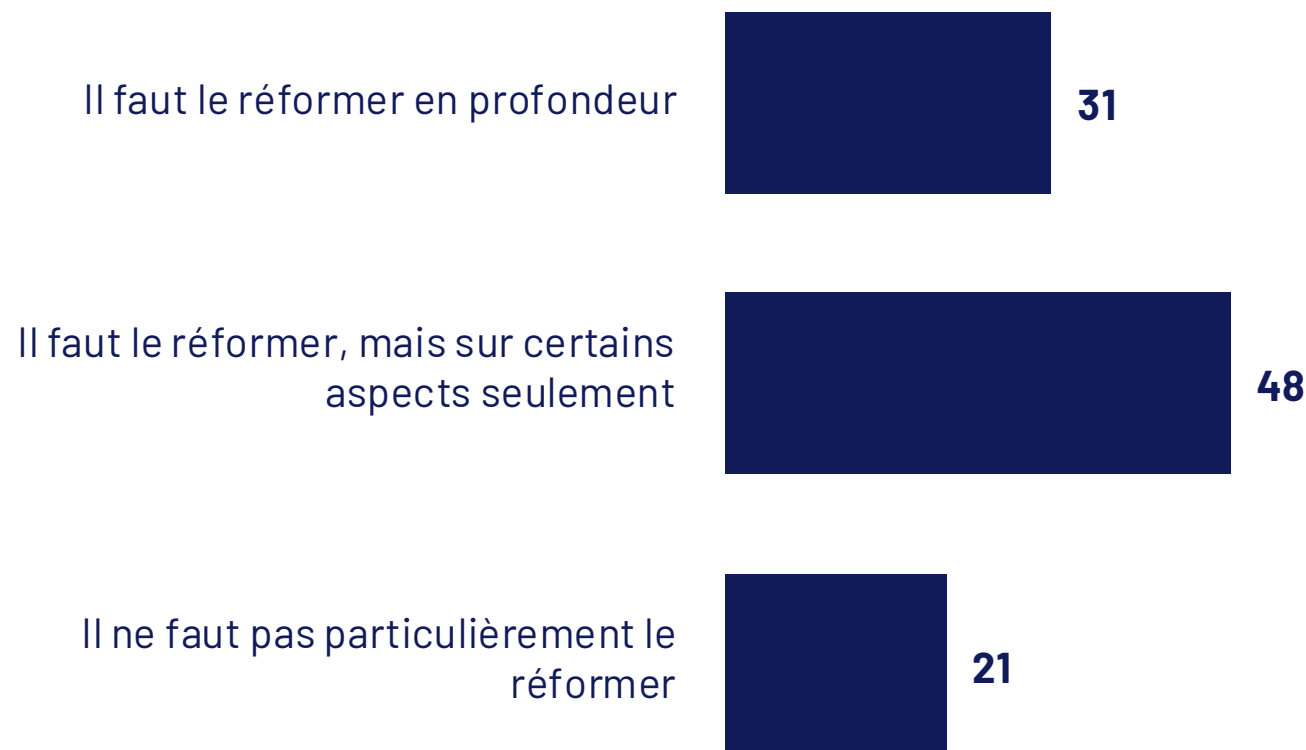 Il faut le réformer en profondeur
31
Il faut le réformer, mais sur certains
aspects seulement
48
Il ne faut pas particulièrement le
réformer
21